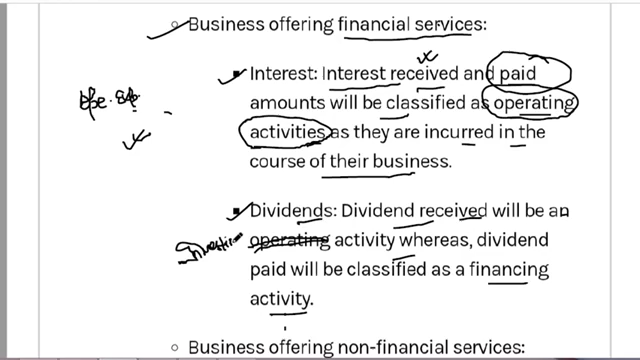 Business offering financial services:
Interest: Interest received and paid
amounts will be classified as operating
activities as they are incurred in the
course of their business.
Dividends: Dividend received will be an
operating activity whereas, dividend
paid will be classified as a financing
activity.
Business offering non-financial services: